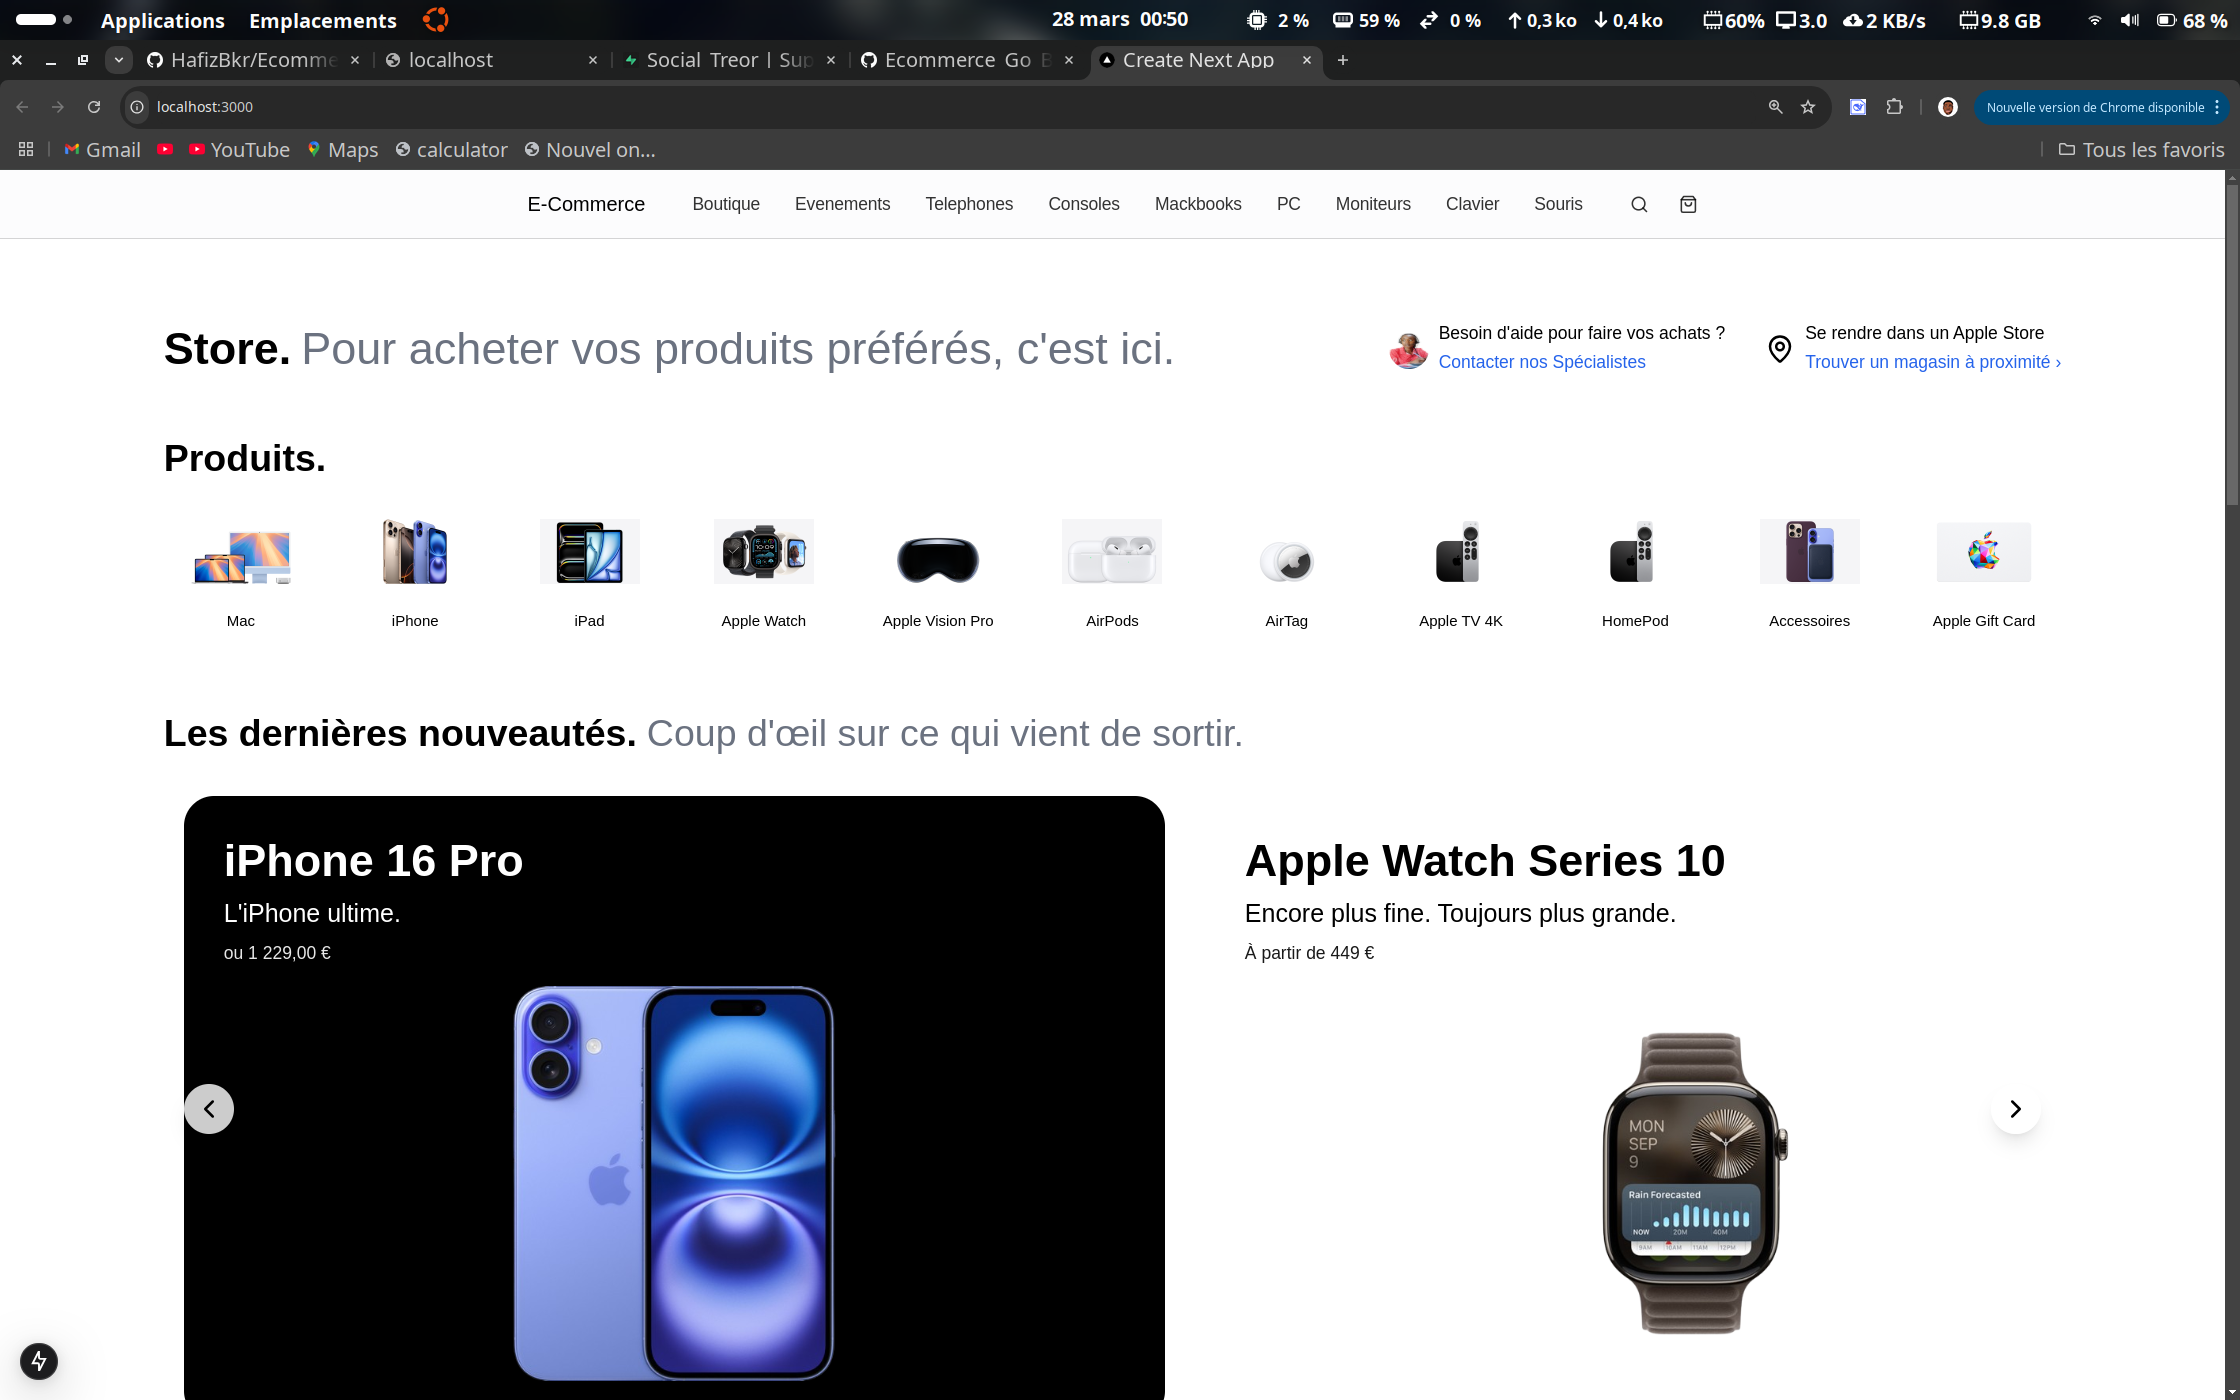 Applications Emplacements 28 mars 00:50 2 % 59 % 0 % 0,3 ko 0,4 ko 60% 3.0 2 KB/s 9.8 GB 68 %
HafizBkr/Ecomme localhost Social Treor | Sup Ecommerce Go B Create Next App
localhost:3000 Nouvelle version de Chrome disponible
Gmail YouTube Maps calculator Nouvel on... Tous les favoris
E-Commerce Boutique Evenements Telephones Consoles Mackbooks PC Moniteurs Clavier Souris
Store. Pour acheter vos produits préférés, c'est ici.
Besoin d'aide pour faire vos achats ?
Contacter nos Spécialistes
Se rendre dans un Apple Store
Trouver un magasin à proximité ›
Produits.
Mac iPhone iPad Apple Watch Apple Vision Pro AirPods AirTag Apple TV 4K HomePod Accessoires Apple Gift Card
Les dernières nouveautés. Coup d'œil sur ce qui vient de sortir.
iPhone 16 Pro
L'iPhone ultime.
ou 1 229,00 €
Apple Watch Series 10
Encore plus fine. Toujours plus grande.
À partir de 449 €
MON
SEP
9
Rain Forecasted
NOW 20M 40M
9AM 10AM 11AM 12PM